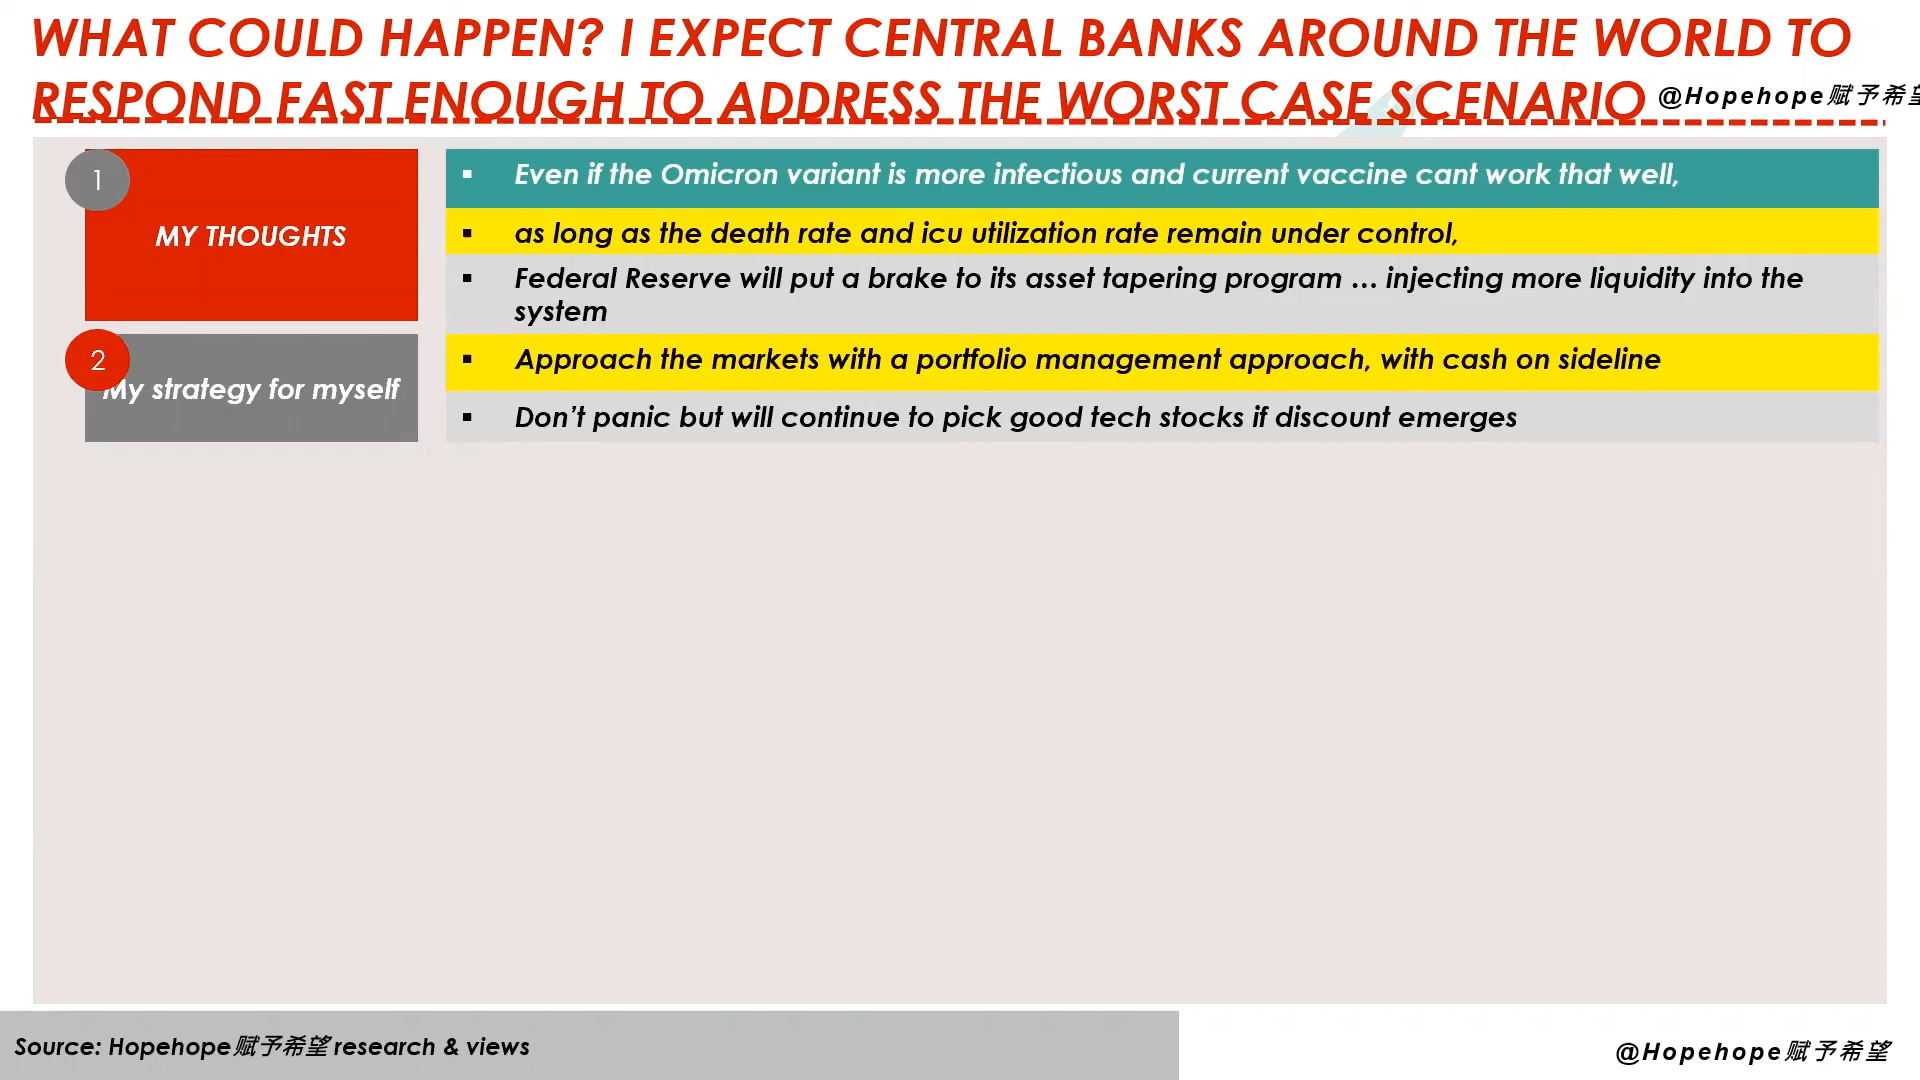 WHAT COULD HAPPEN? I EXPECT CENTRAL BANKS AROUND THE WORLD TO
RESPOND FAST ENOUGH TO ADDRESS THE WORST CASE SCENARIO
@Hopehope赋予希望
1
MY THOUGHTS
▪ Even if the Omicron variant is more infectious and current vaccine cant work that well,
▪ as long as the death rate and icu utilization rate remain under control,
▪ Federal Reserve will put a brake to its asset tapering program … injecting more liquidity into the
system
2
My strategy for myself
▪ Approach the markets with a portfolio management approach, with cash on sideline
▪ Don’t panic but will continue to pick good tech stocks if discount emerges
Source: Hopehope赋予希望 research & views
@Hopehope赋予希望